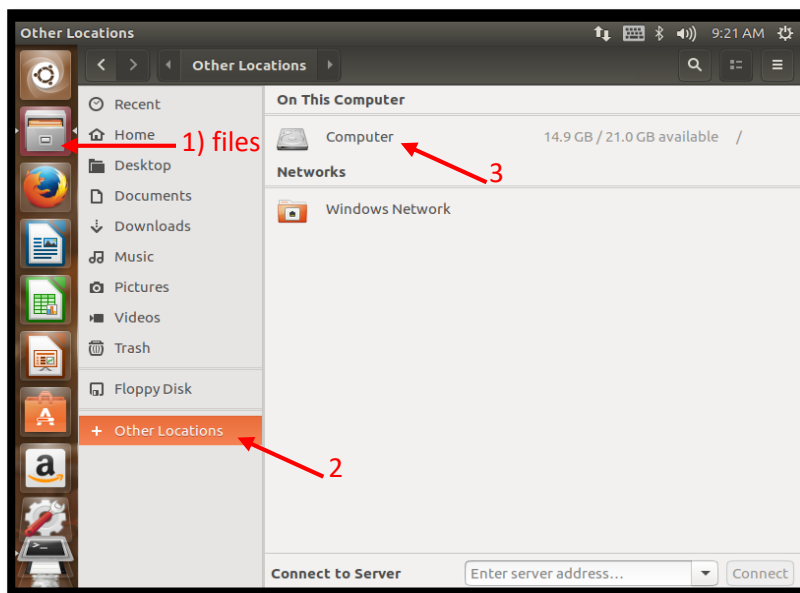 Other Locations
9:21 AM
Other Locations
Recent
On This Computer
Home
1) files
Computer
14.9 GB / 21.0 GB available /
Desktop
3
Networks
Documents
Windows Network
Downloads
Music
Pictures
Videos
Trash
Floppy Disk
+ Other Locations
2
Connect to Server
Enter server address...
Connect